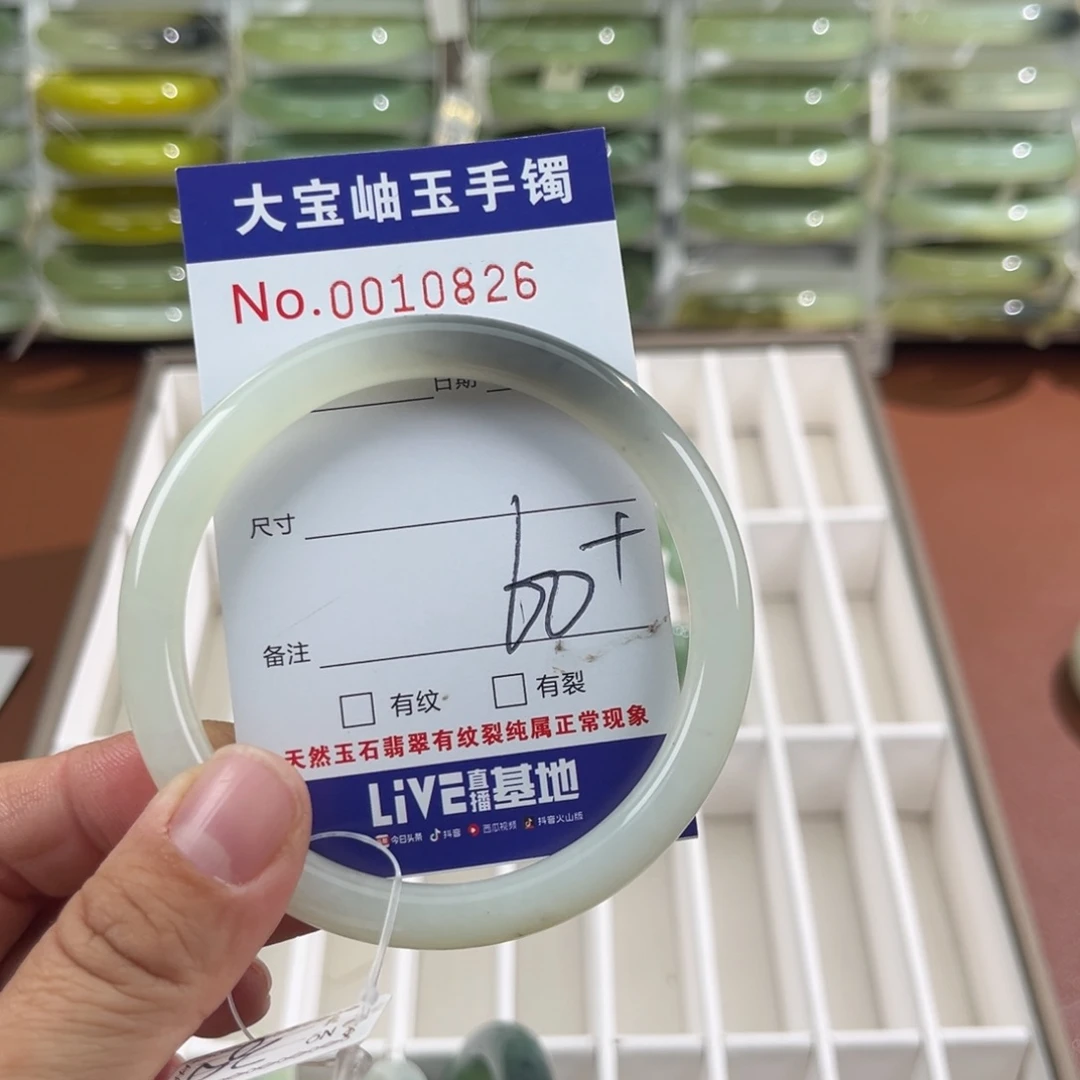 大宝岫玉手镯
No.0010826
日期
尺寸
60+
备注
□ 有纹 □ 有裂
天然玉石翡翠有纹裂纯属正常现象
LiVE直播基地
今日头条 抖音 西瓜视频 抖音火山版